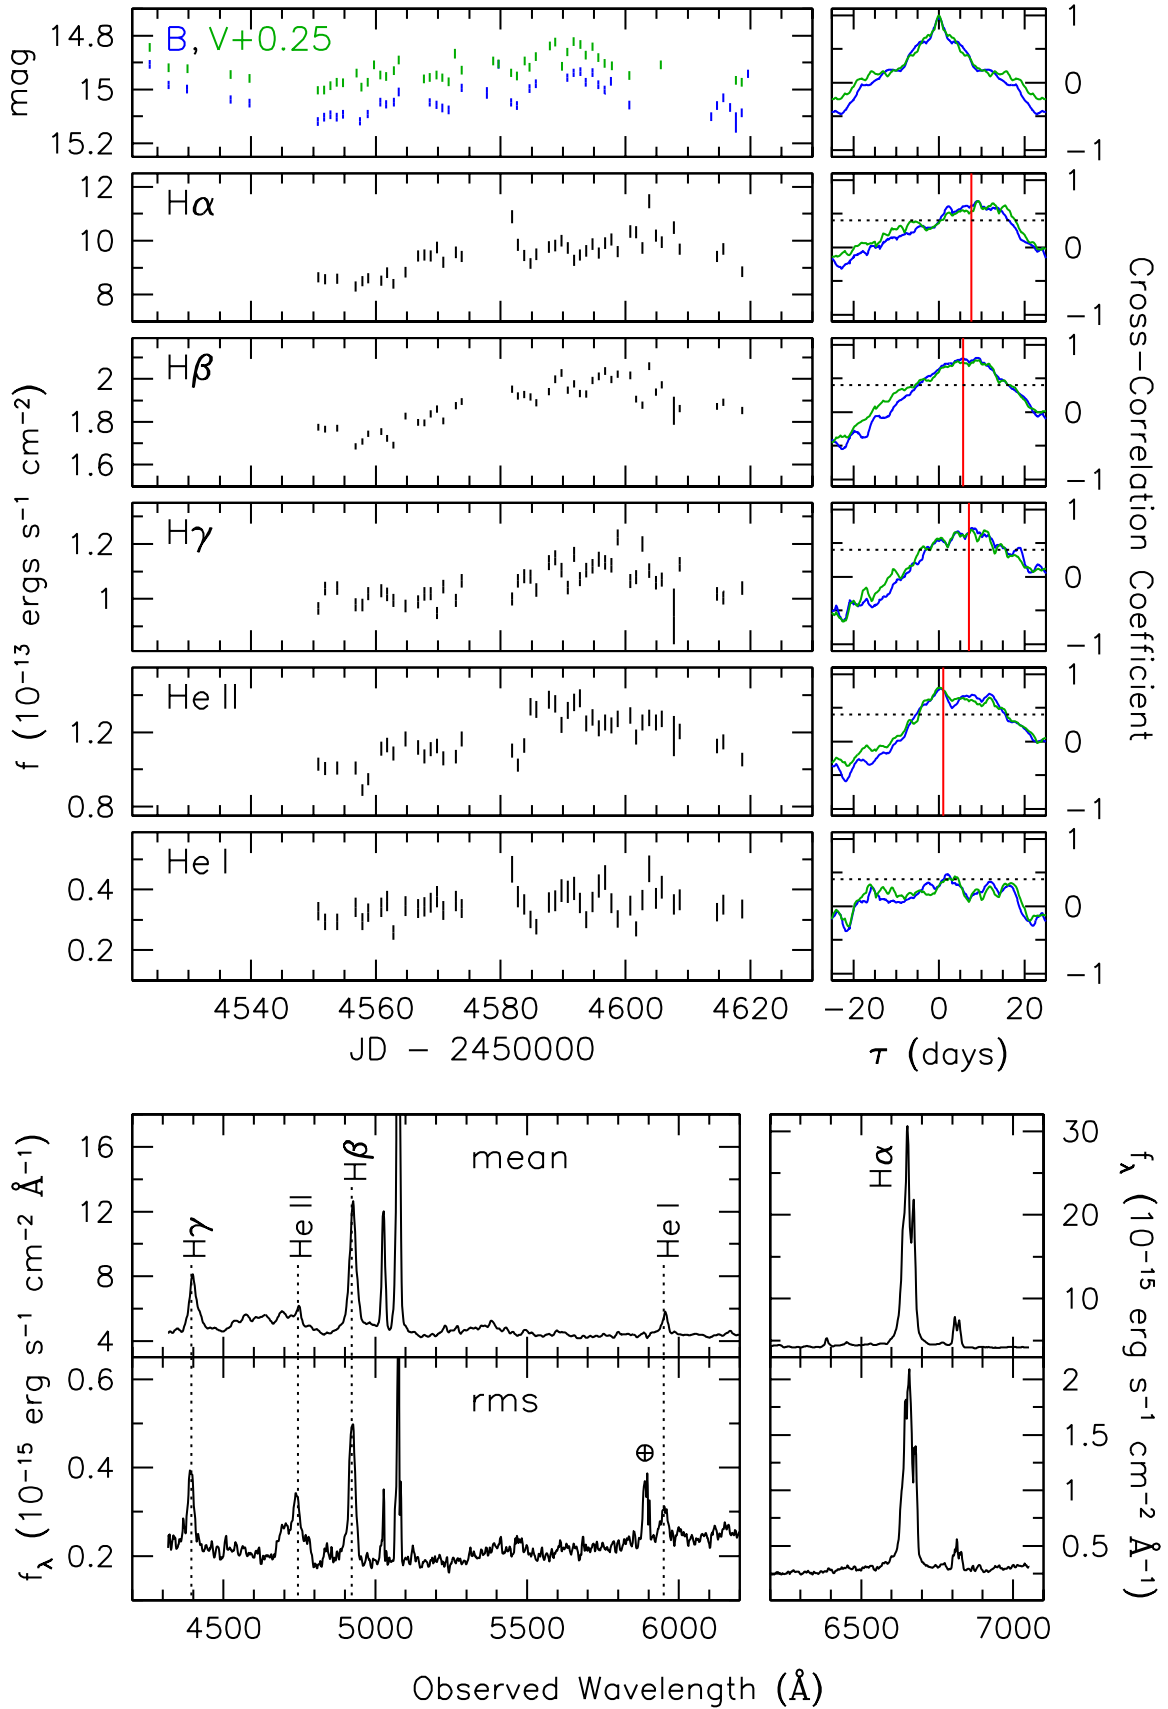 B, V+0.25
mag
14.8
15
15.2
1
0
−1
Hα
12
10
8
1
0
−1
Hβ
2
1.8
1.6
1
0
−1
Hγ
1.2
1
1
0
−1
He II
1.2
0.8
1
0
−1
He I
0.4
0.2
1
0
−1
f (10⁻¹³ ergs s⁻¹ cm⁻²)
Cross−Correlation Coefficient
4540 4560 4580 4600 4620
−20 0 20
JD − 2450000
τ (days)
mean
16
12
8
4
Hγ
He II
Hβ
He I
Hα
30
20
10
rms
0.6
0.4
0.2
⊕
2
1.5
1
0.5
f_λ (10⁻¹⁵ erg s⁻¹ cm⁻² Å⁻¹)
f_λ (10⁻¹⁵ erg s⁻¹ cm⁻² Å⁻¹)
4500 5000 5500 6000
6500 7000
Observed Wavelength (Å)